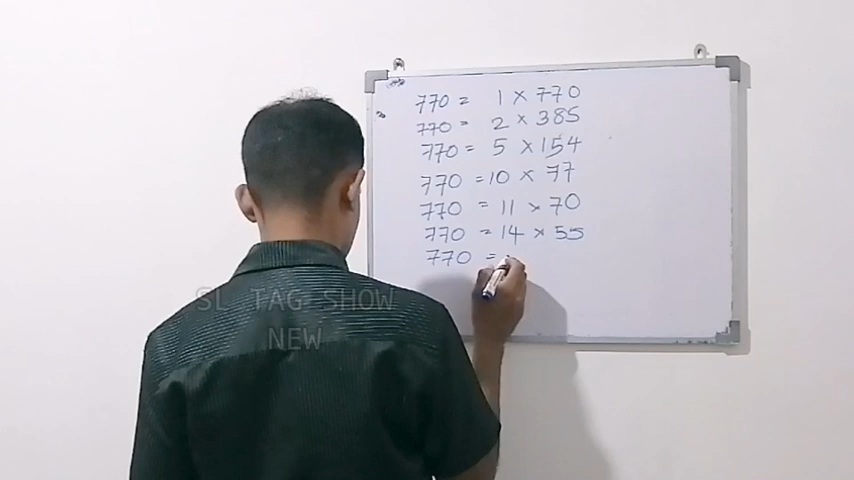 770 = 1 × 770
770 = 2 × 385
770 = 5 × 154
770 = 10 × 77
770 = 11 × 70
770 = 14 × 55
770 =
SL TAG SHOW
NEW